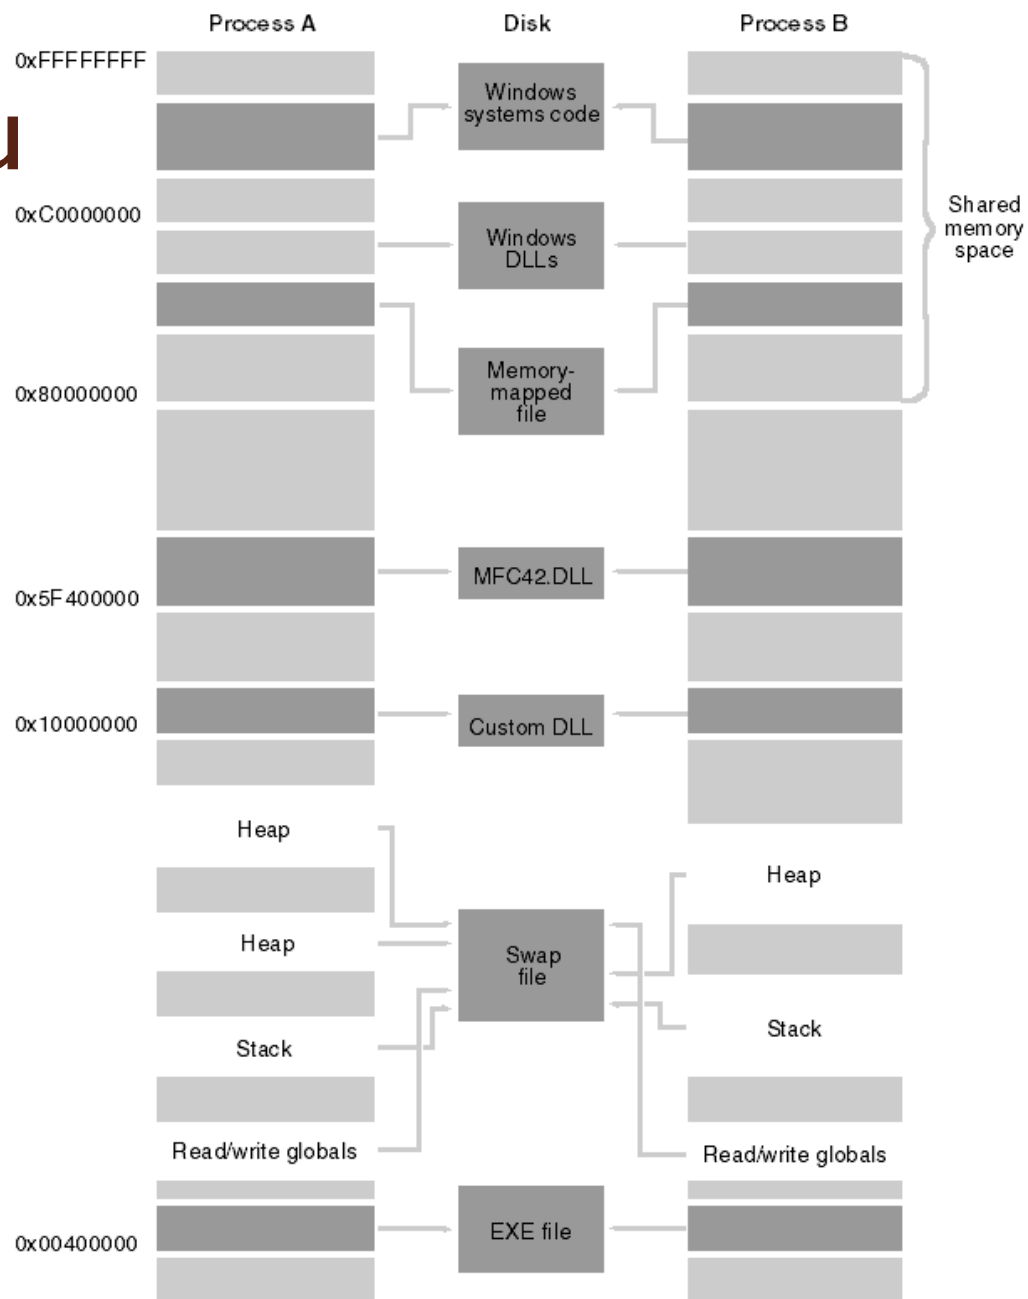 Process A
Disk
Process B
0xFFFFFFFF
u
Windows
systems code
0xC0000000
Shared
memory
space
Windows
DLLs
0x80000000
Memory-
mapped
file
MFC42.DLL
0x5F400000
0x10000000
Custom DLL
Heap
Heap
Heap
Swap
file
Stack
Stack
Read/write globals
Read/write globals
EXE file
0x00400000